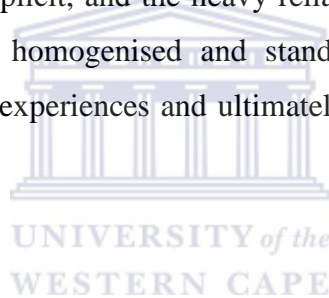 plicit, and the heavy relia
homogenised and stand
experiences and ultimatel
UNIVERSITY of the
WESTERN CAPE